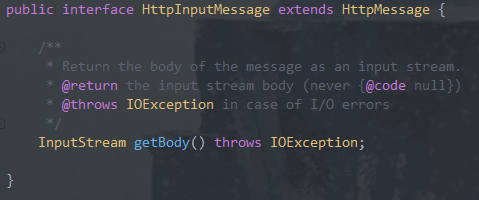 public interface HttpInputMessage extends HttpMessage {
/**
* Return the body of the message as an input stream.
* @return the input stream body (never {@code null})
* @throws IOException in case of I/O errors
*/
InputStream getBody() throws IOException;
}